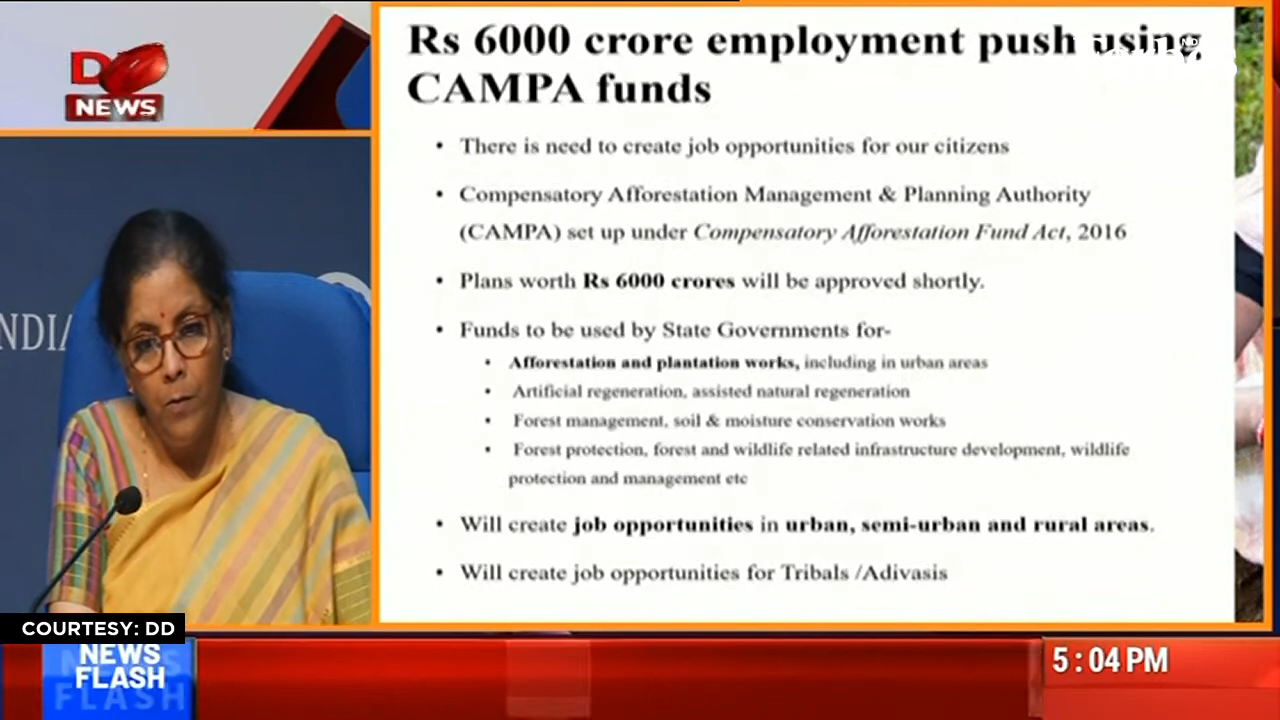 D
NEWS
Rs 6000 crore employment push using
CAMPA funds
• There is need to create job opportunities for our citizens
• Compensatory Afforestation Management & Planning Authority
(CAMPA) set up under Compensatory Afforestation Fund Act, 2016
• Plans worth Rs 6000 crores will be approved shortly.
• Funds to be used by State Governments for-
• Afforestation and plantation works, including in urban areas
• Artificial regeneration, assisted natural regeneration
• Forest management, soil & moisture conservation works
• Forest protection, forest and wildlife related infrastructure development, wildlife
protection and management etc
• Will create job opportunities in urban, semi-urban and rural areas.
• Will create job opportunities for Tribals /Adivasis
NDIA
COURTESY: DD
NEWS
FLASH
5:04 PM